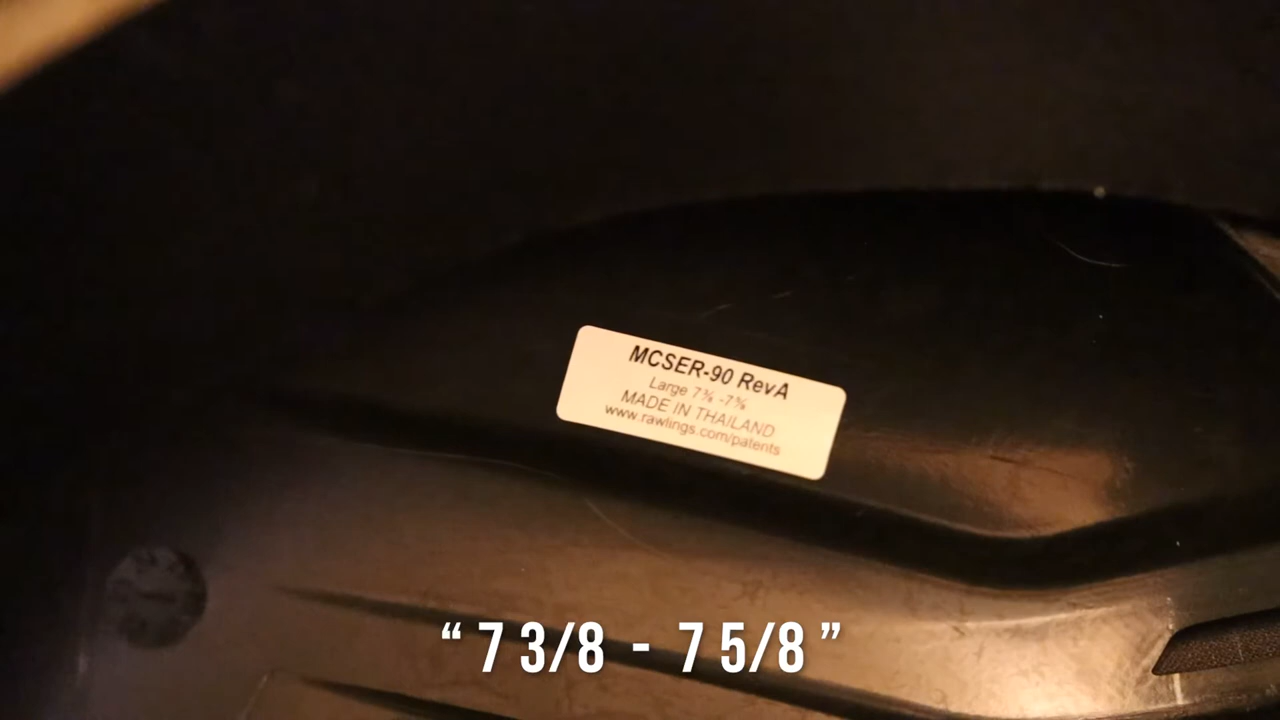 MCSER-90 RevA
Large 7⅜ -7⅝
MADE IN THAILAND
www.rawlings.com/patents
“ 7 3/8 - 7 5/8 ”